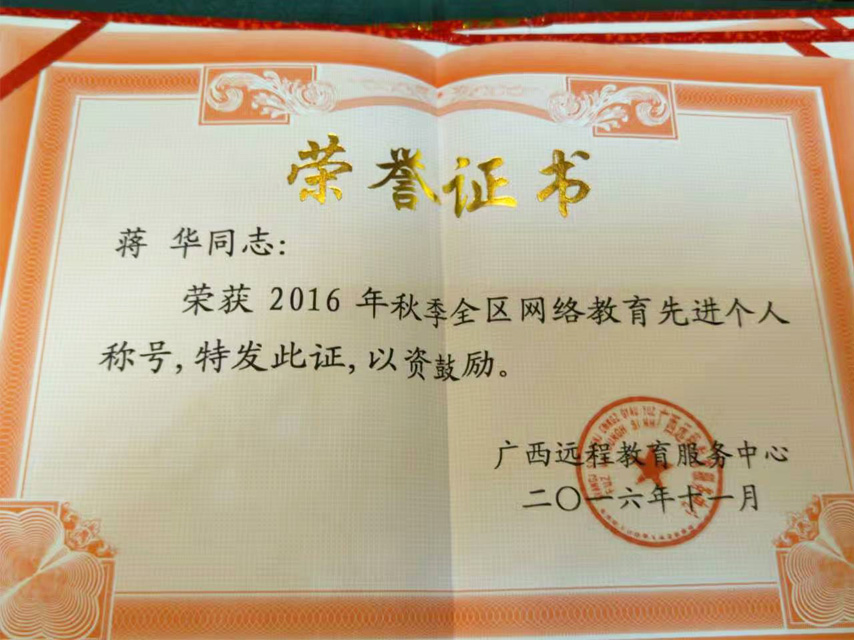 荣誉证书
蒋 华同志:
荣获 2016 年秋季全区网络教育先进个人
称号,特发此证,以资鼓励。
广西远程教育服务中心
二〇一六年十一月